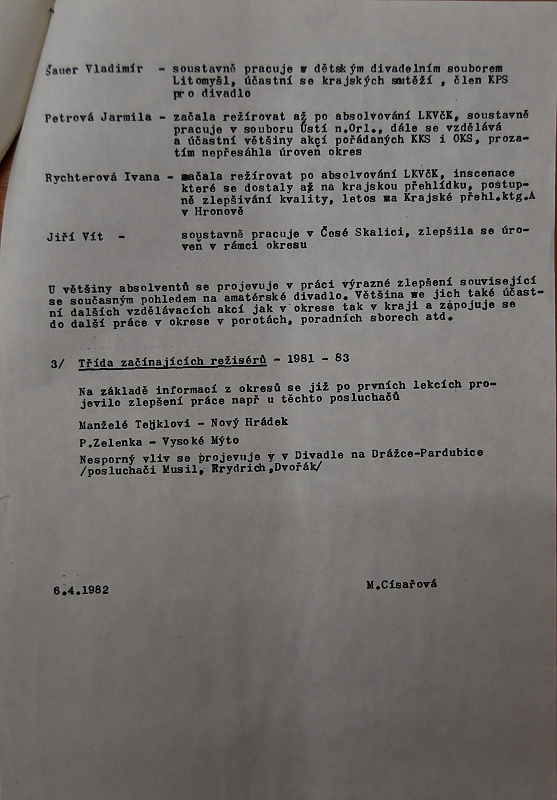 Šauer Vladimír - soustavně pracuje w dětským divadelním souborem
Litomyšl, účastní se krajských soutěží , člen KPS
pro divadlo
Petrová Jarmila - začala režírovat až po absolvování LKVčK, soustavně
pracuje v souboru Ústí n.Orl., dále se vzdělává
a účastní většiny akcí pořádaných KKS i OKS, proza-
tím nepřesáhla úroveň okres
Rychterová Ivana - začala režírovat po absolvování LKVčK, inscenace
které se dostaly až na krajskou přehlídku, postup-
ně zlepšívání kvality, letos na Krajské přehl.ktg.A
v Hronově
Jiří Vít - soustavně pracuje v Čosé Skalici, zlepšila se úro-
veň v rámci okresu
U většiny absolventů se projevuje v práci výrazné zlepšení související
se současným pohledem na amatérské divadlo. Většina se jich také účast-
ní dalších vzdělávacích akcí jak v okrese tak v kraji a zapojuje se
do další práce v okrese v porotách, poradních sborech atd.
3/ Třída začínajících režisérů - 1981 - 83
Na základě informací z okresů se již po prvních lekcích pro-
jevilo zlepšení práce např u těchto posluchačů
Manželé Tejklovi - Nový Hrádek
P.Zelenka - Vysoké Mýto
Nesporný vliv se projevuje v v Divadle na Drážce-Pardubice
/posluchači Musil, Rrydrich,Dvořák/
6.4.1982 M.Císařová